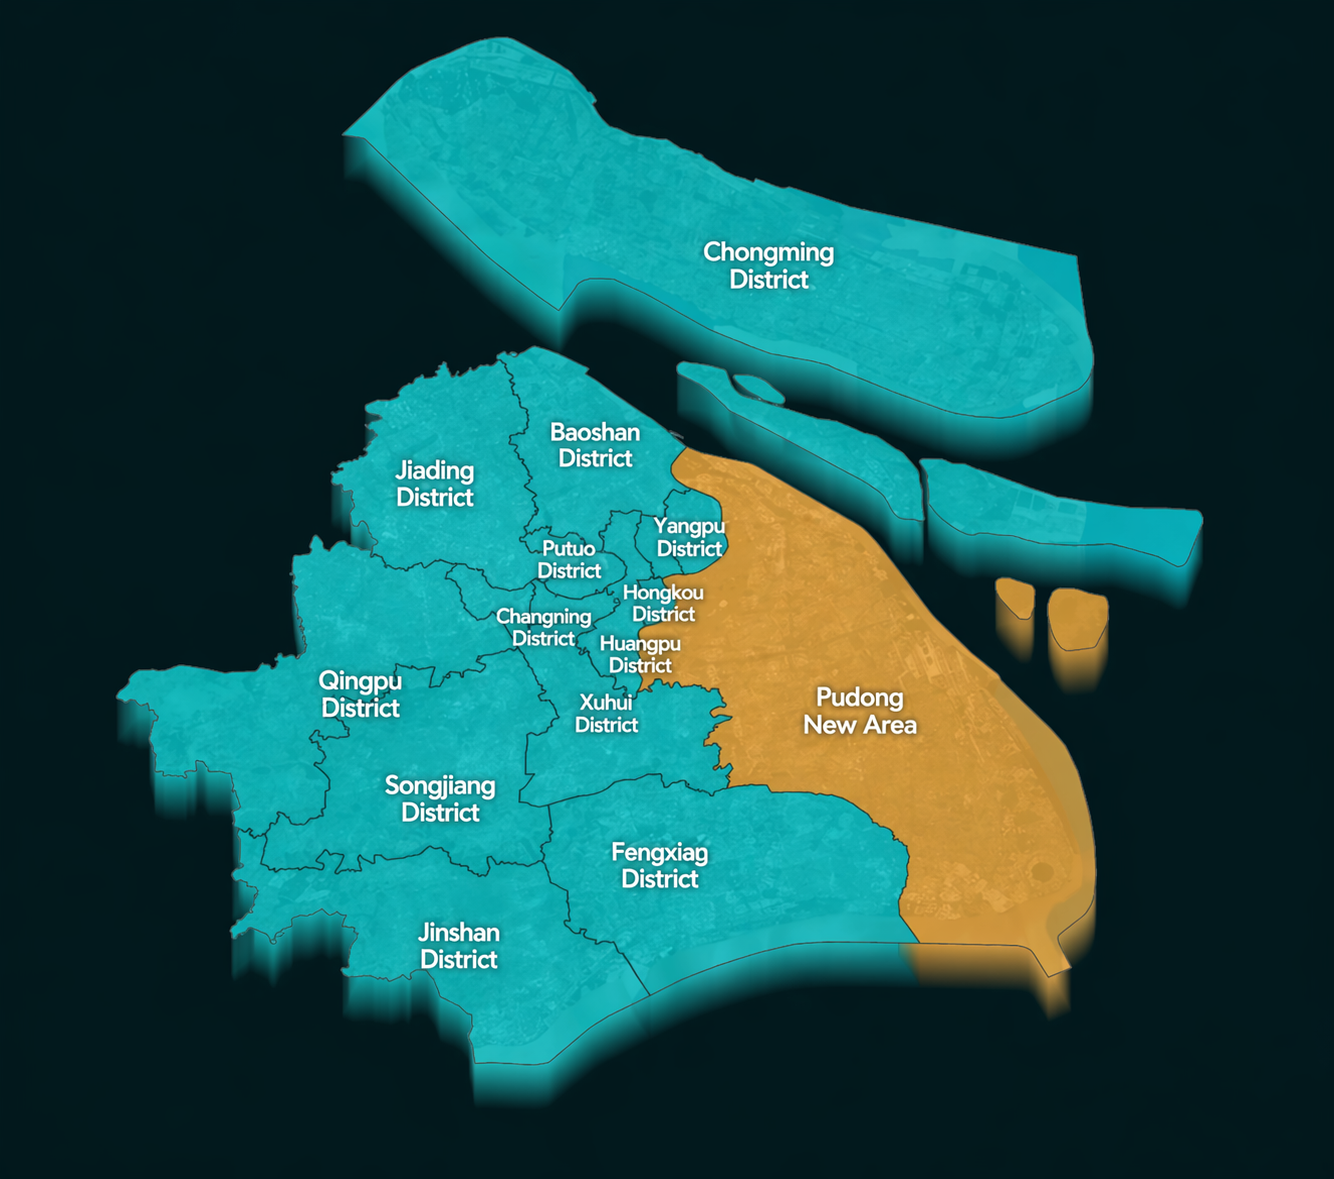 Chongming
District
Baoshan
District
Jiading
District
Yangpu
District
Putuo
District
Hongkou
District
Changning
District
Huangpu
District
Qingpu
District
Xuhui
District
Pudong
New Area
Songjiang
District
Fengxiag
District
Jinshan
District